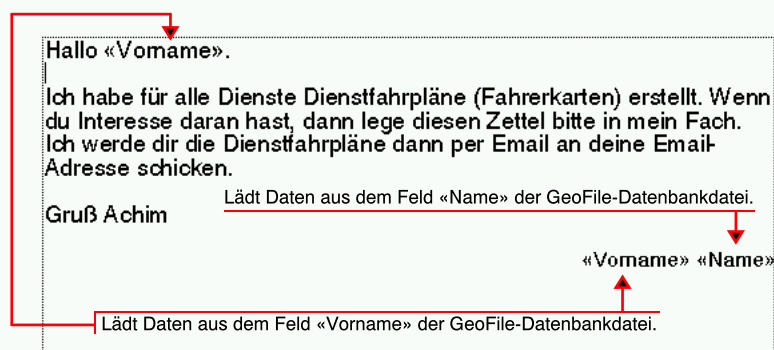 Hallo «Vorname».
Ich habe für alle Dienste Dienstfahrpläne (Fahrerkarten) erstellt. Wenn
du Interesse daran hast, dann lege diesen Zettel bitte in mein Fach.
Ich werde dir die Dienstfahrpläne dann per Email an deine Email-
Adresse schicken.
Lädt Daten aus dem Feld «Name» der GeoFile-Datenbankdatei.
Gruß Achim
«Vorname» «Name»
Lädt Daten aus dem Feld «Vorname» der GeoFile-Datenbankdatei.